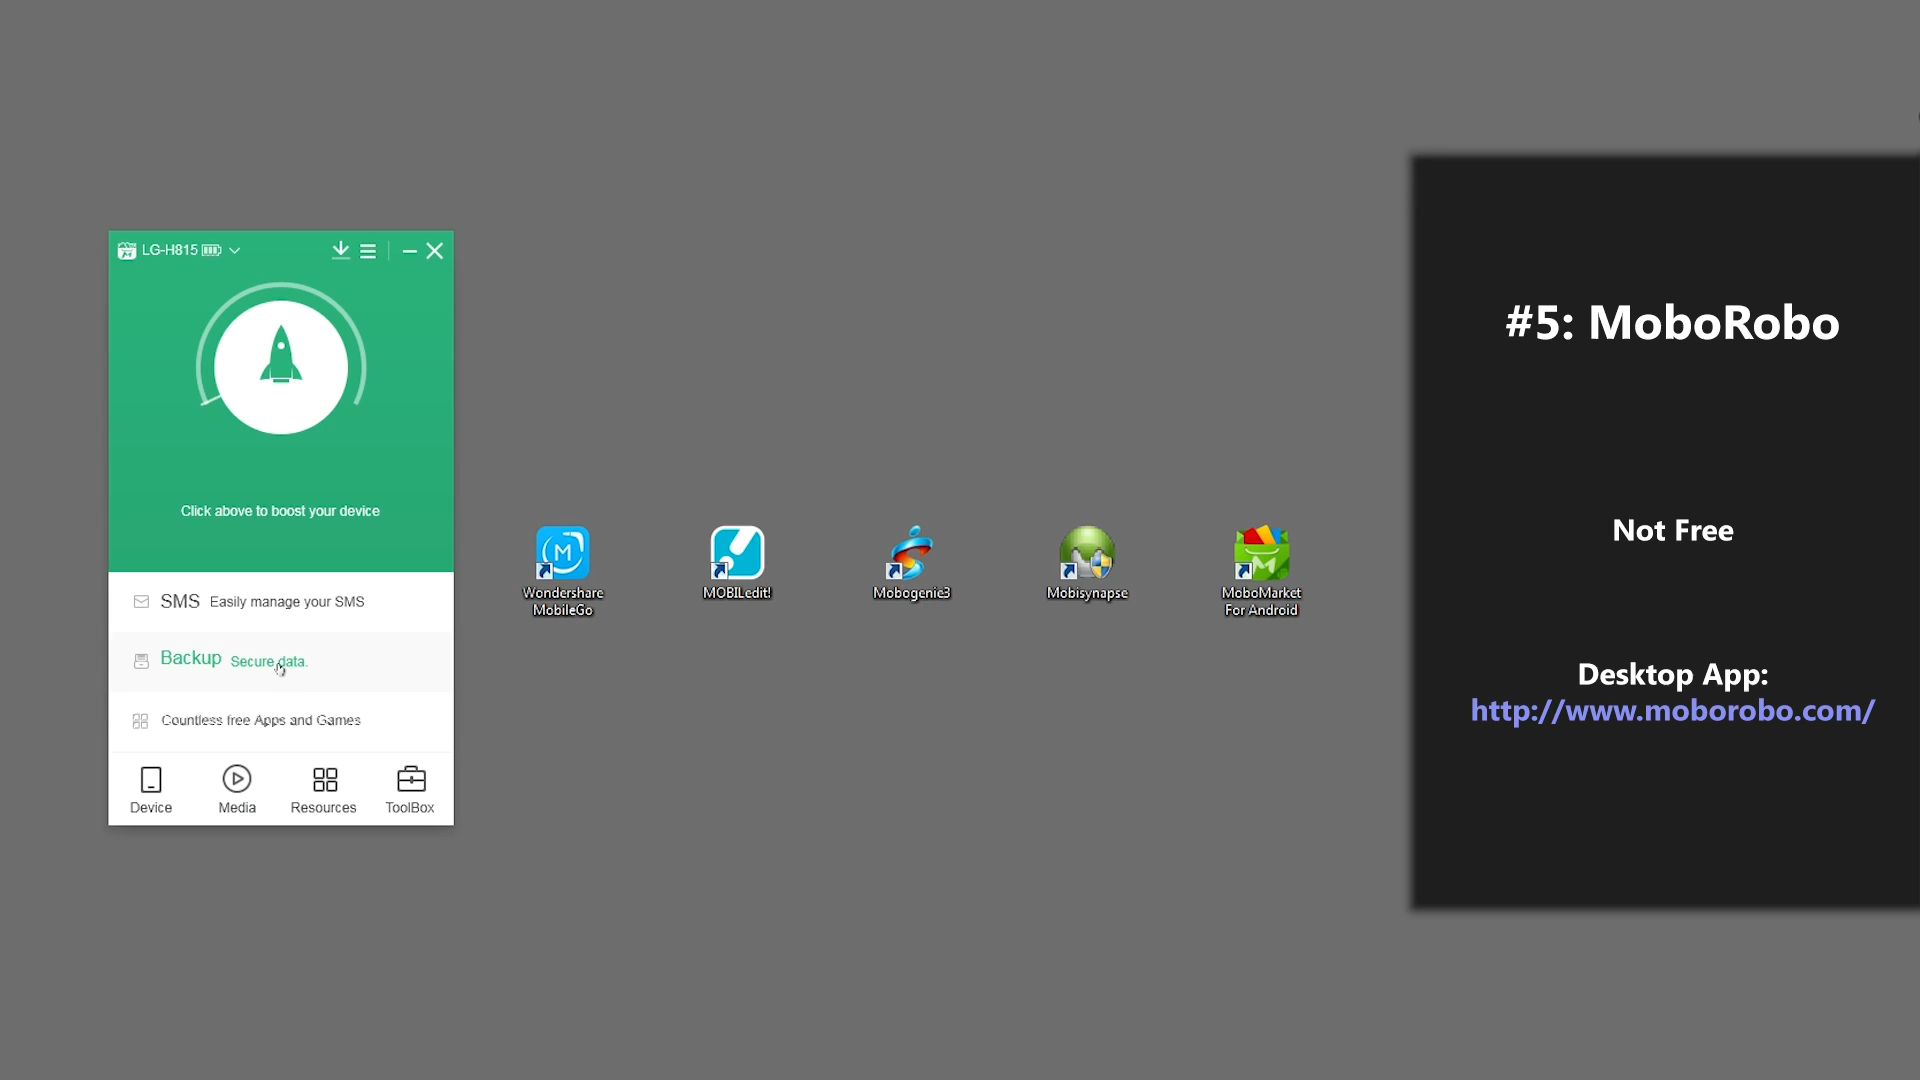 LG-H815
Click above to boost your device
SMS Easily manage your SMS
Backup Secure data.
Countless free Apps and Games
Device Media Resources ToolBox
Wondershare
MobileGo
MOBILedit!
Mobogenie3
Mobisynapse
MoboMarket
For Android
#5: MoboRobo
Not Free
Desktop App:
http://www.moborobo.com/